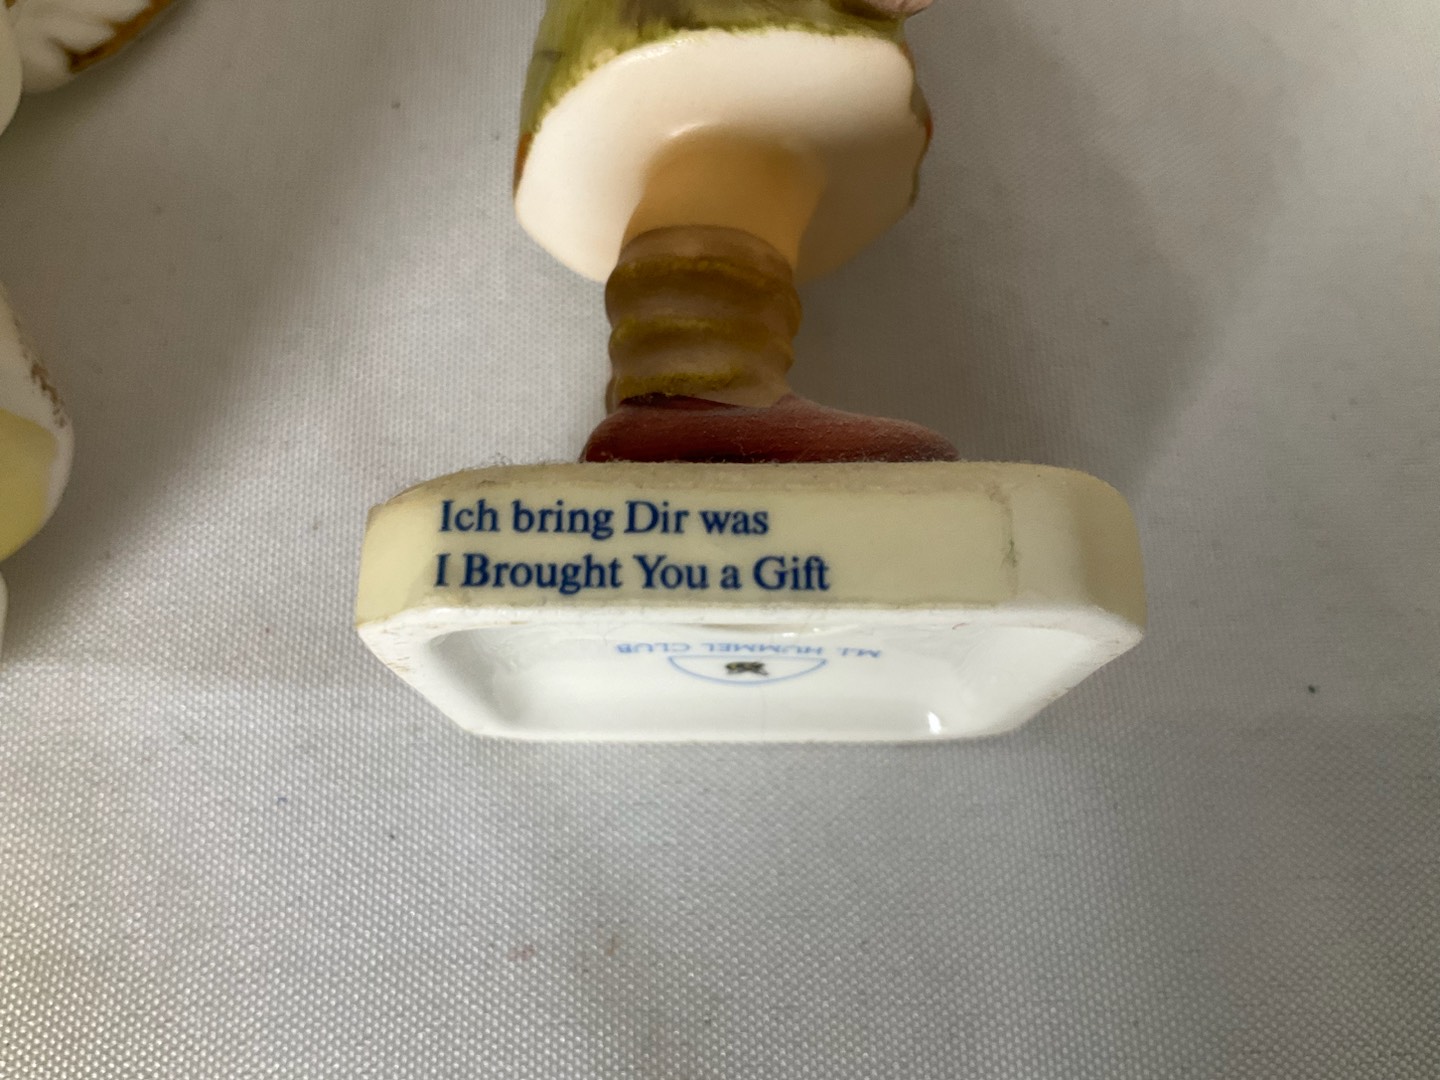 Ich bring Dir was
I Brought You a Gift
M.I. HUMMEL CLUB